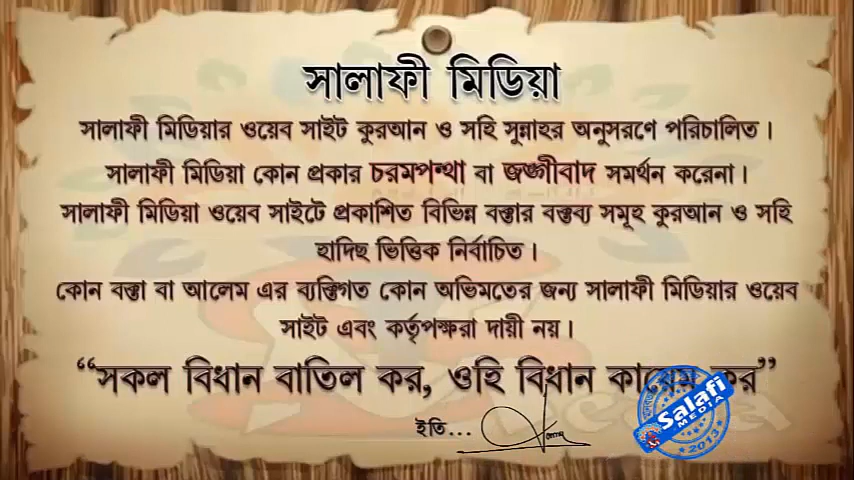 সালাফী মিডিয়া
সালাফী মিডিয়ার ওয়েব সাইট কুরআন ও সহি সুন্নাহর অনুসরণে পরিচালিত।
সালাফী মিডিয়া কোন প্রকার চরমপন্থা বা জঙ্গীবাদ সমর্থন করেনা।
সালাফী মিডিয়া ওয়েব সাইটে প্রকাশিত বিভিন্ন বক্তার বক্তব্য সমূহ কুরআন ও সহি
হাদিছ ভিত্তিক নির্বাচিত।
কোন বক্তা বা আলেম এর ব্যক্তিগত কোন অভিমতের জন্য সালাফী মিডিয়ার ওয়েব
সাইট এবং কর্তৃপক্ষরা দায়ী নয়।
“সকল বিধান বাতিল কর, ওহি বিধান কায়েম কর”
ইতি...
Salafi
MEDIA
2013